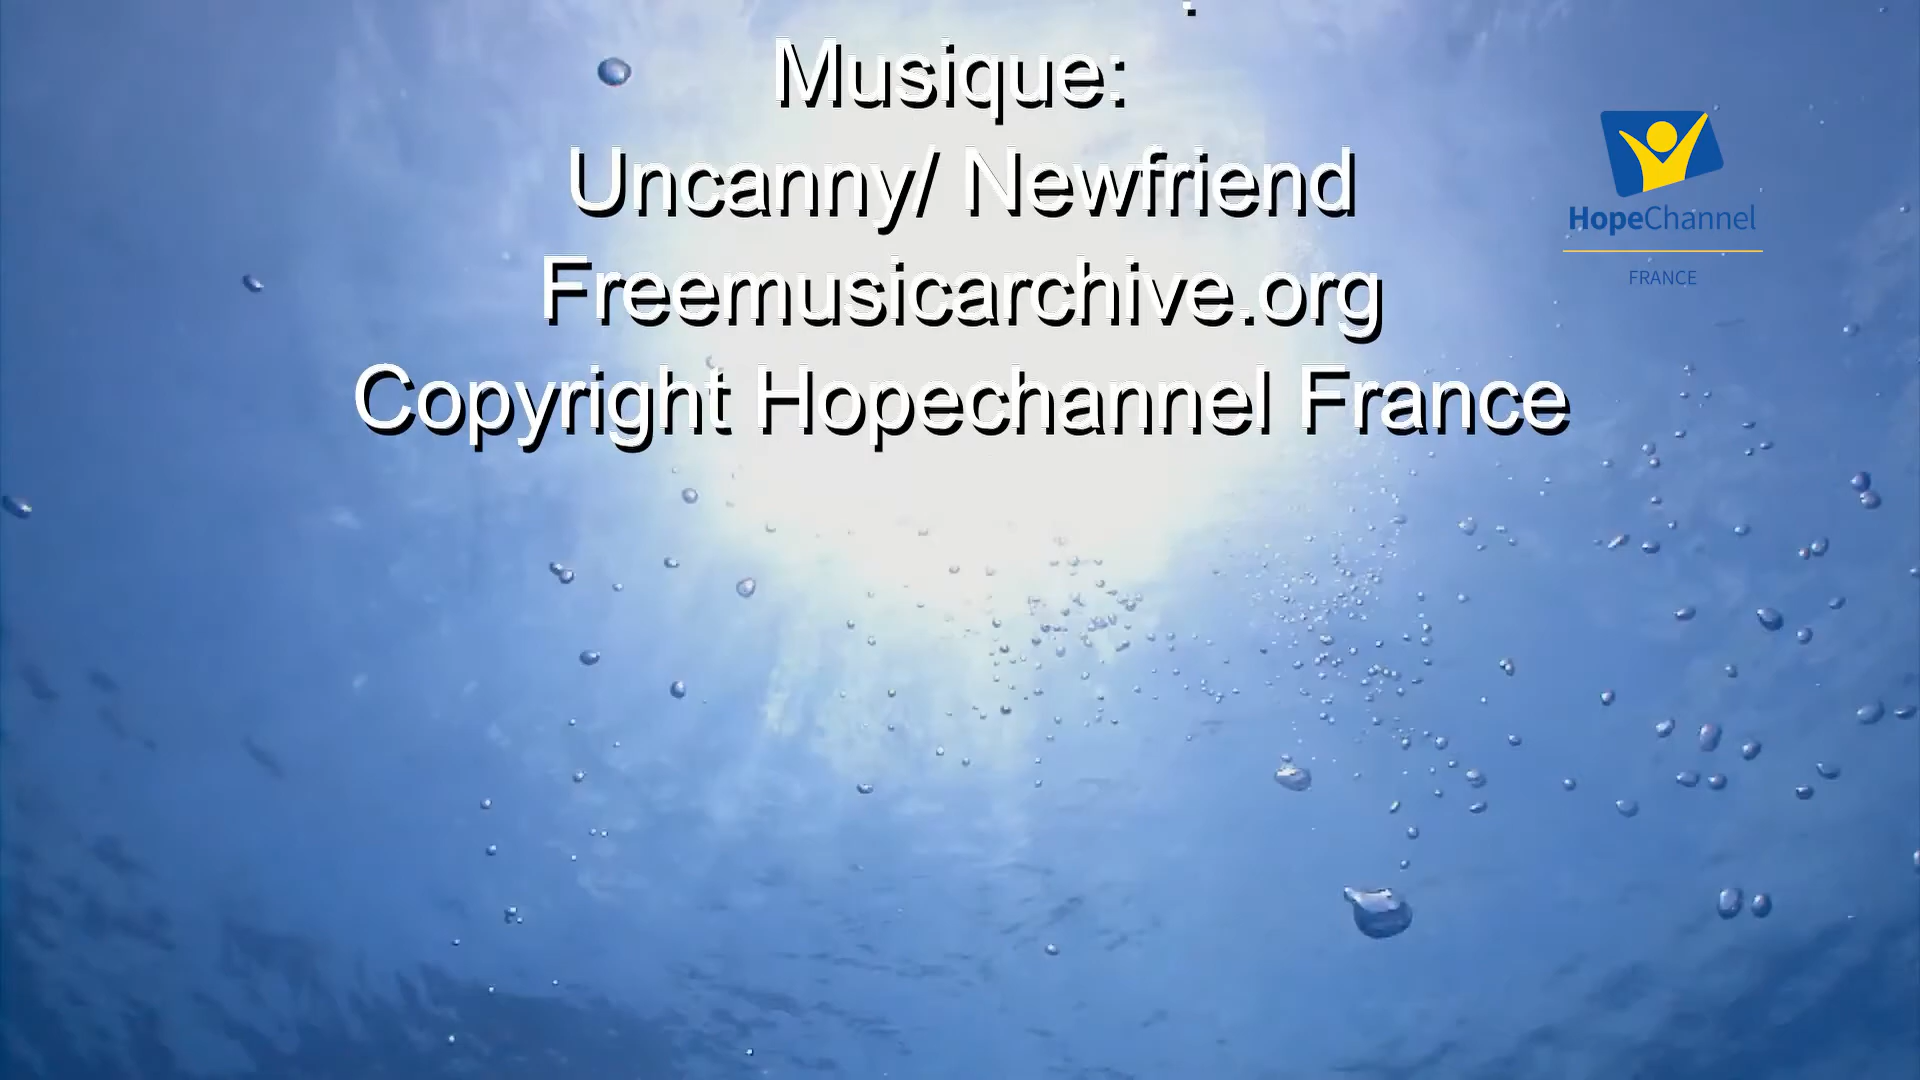 Musique:
Uncanny/ Newfriend
Freemusicarchive.org
Copyright Hopechannel France
HopeChannel
FRANCE